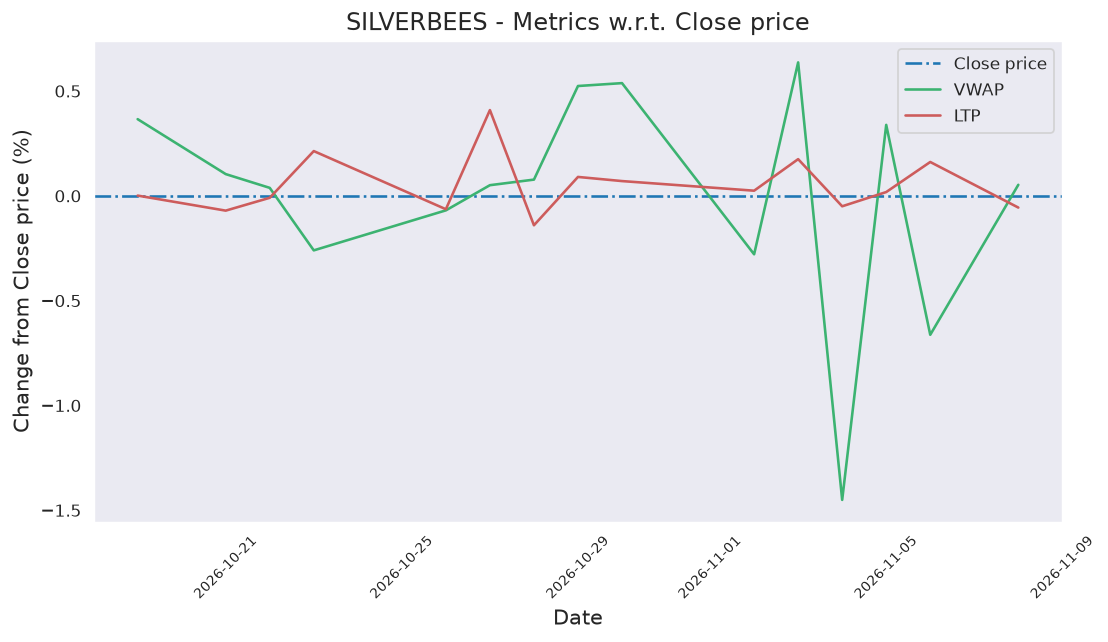 SILVERBEES - Metrics w.r.t. Close price
Close price
VWAP
LTP
Change from Close price (%)
0.5
0.0
−0.5
−1.0
−1.5
2026-10-21
2026-10-25
2026-10-29
2026-11-01
2026-11-05
2026-11-09
Date